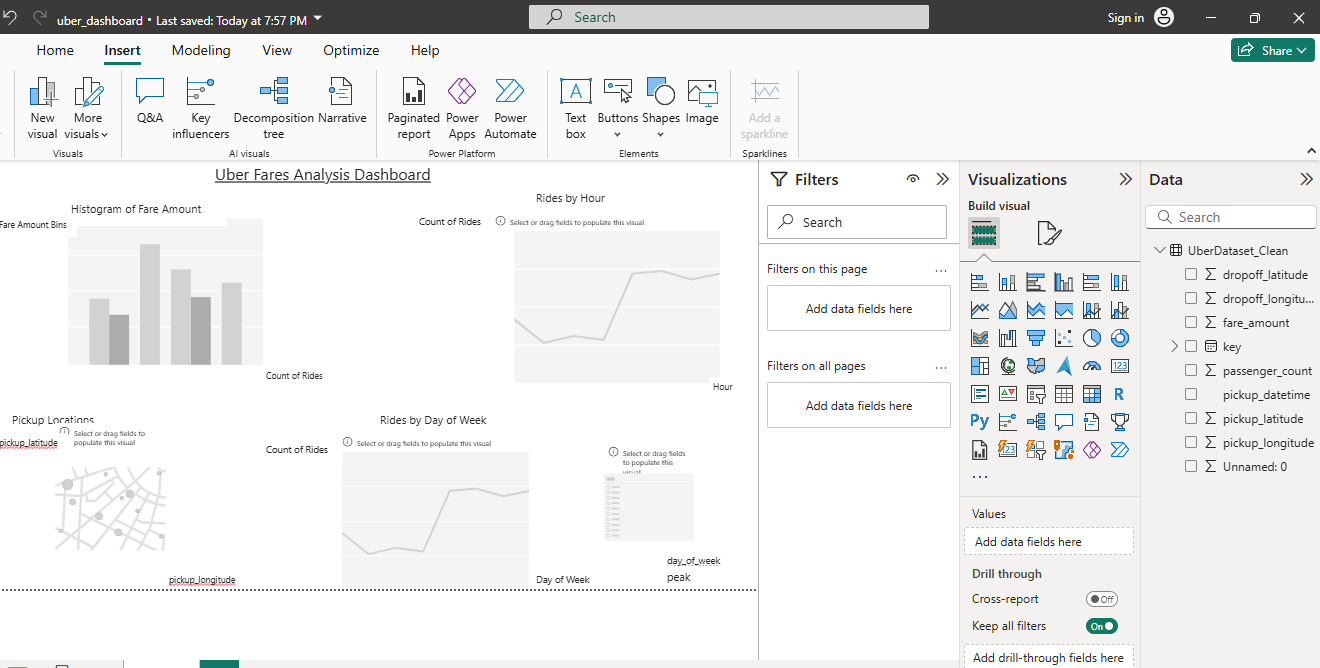 uber_dashboard • Last saved: Today at 7:57 PM
Search
Sign in
Home
Insert
Modeling
View
Optimize
Help
Share
New visual
More visuals
Q&A
Key influencers
Decomposition tree
Narrative
Paginated report
Power Apps
Power Automate
Text box
Buttons
Shapes
Image
Add a sparkline
Visuals
AI visuals
Power Platform
Elements
Sparklines
Uber Fares Analysis Dashboard
Histogram of Fare Amount
Fare Amount Bins
Count of Rides
Rides by Hour
Count of Rides
Select or drag fields to populate this visual
Hour
Pickup Locations
Select or drag fields to
populate this visual
pickup_latitude
pickup_longitude
Rides by Day of Week
Count of Rides
Select or drag fields to populate this visual
Day of Week
Select or drag fields
to populate this
visual
day_of_week
peak
Filters
Search
Filters on this page
...
Add data fields here
Filters on all pages
...
Add data fields here
Visualizations
Build visual
123
R
Py
...
Values
Add data fields here
Drill through
Cross-report
Off
Keep all filters
On
Add drill-through fields here
Data
Search
UberDataset_Clean
dropoff_latitude
dropoff_longitu...
fare_amount
key
passenger_count
pickup_datetime
pickup_latitude
pickup_longitude
Unnamed: 0